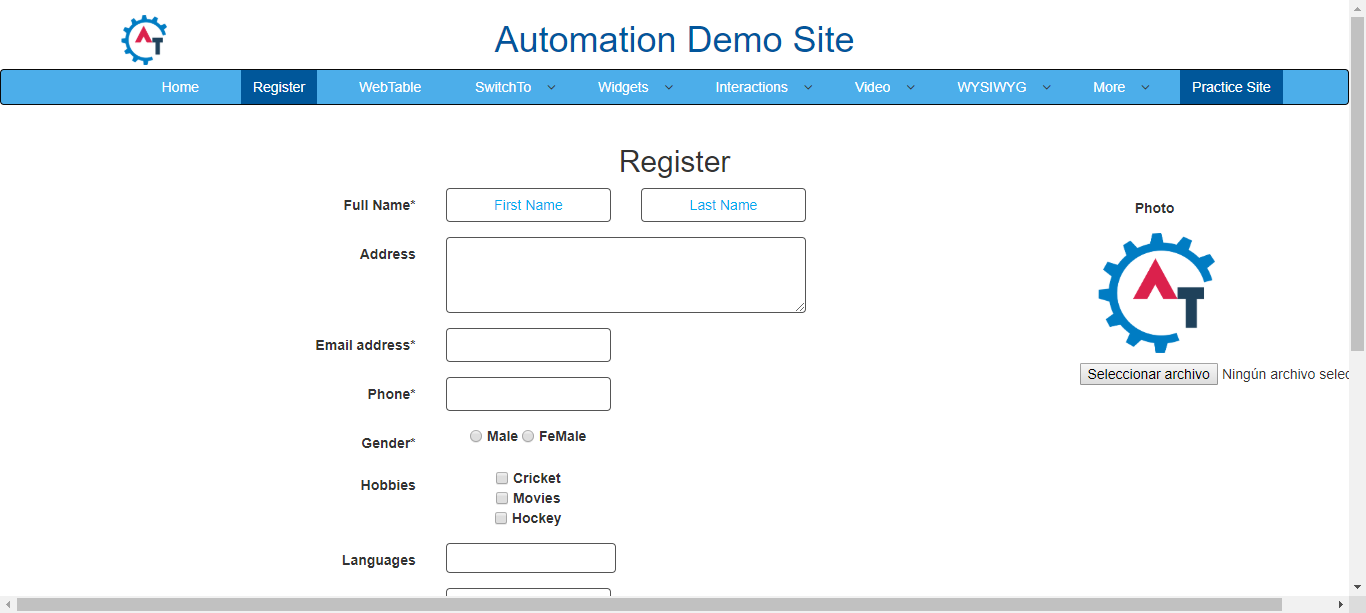 Automation Demo Site
Home Register WebTable SwitchTo Widgets Interactions Video WYSIWYG More Practice Site
Register
Full Name* First Name Last Name
Photo
AT
Address
Email address*
Seleccionar archivo Ningún archivo selec
Phone*
Gender* Male FeMale
Hobbies Cricket
Movies
Hockey
Languages